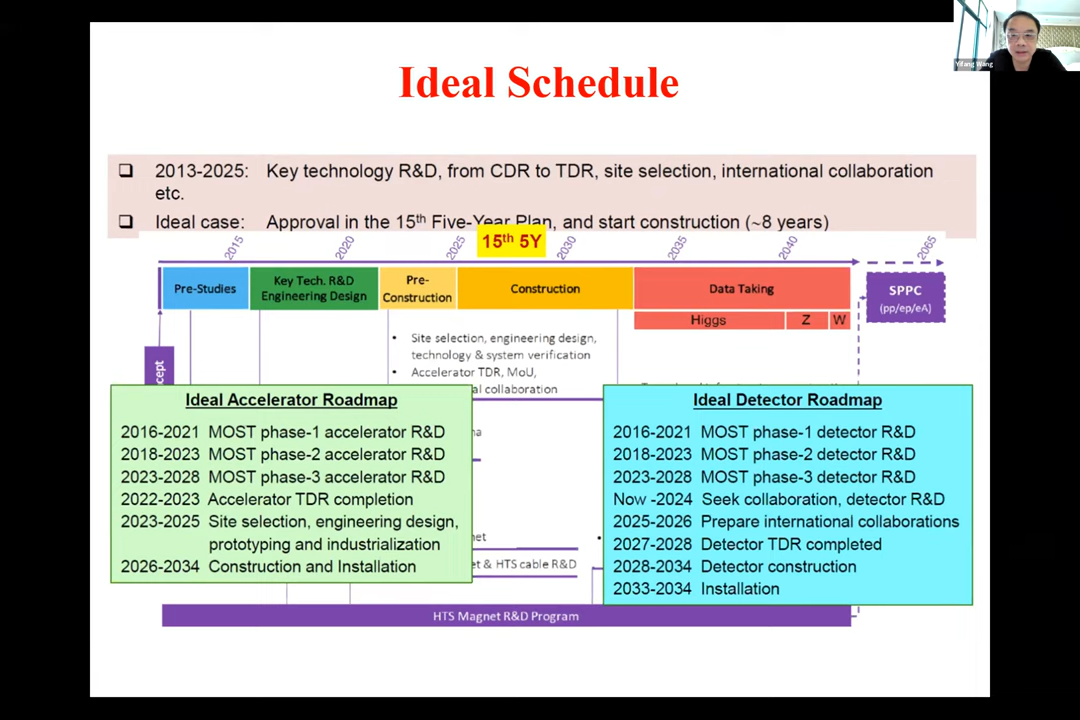 Yifang Wang
Ideal Schedule
❑ 2013-2025: Key technology R&D, from CDR to TDR, site selection, international collaboration
etc.
❑ Ideal case: Approval in the 15th Five-Year Plan, and start construction (~8 years)
2015 2020 2025 15th 5Y 2030 2035 2040 2065
Pre-Studies
Key Tech. R&D
Engineering Design
Pre-
Construction
Construction
Data Taking
SPPC
(pp/ep/eA)
Higgs Z W
• Site selection, engineering design,
technology & system verification
• Accelerator TDR, MoU,
collaboration
Ideal Accelerator Roadmap
2016-2021 MOST phase-1 accelerator R&D
2018-2023 MOST phase-2 accelerator R&D
2023-2028 MOST phase-3 accelerator R&D
2022-2023 Accelerator TDR completion
2023-2025 Site selection, engineering design,
prototyping and industrialization
2026-2034 Construction and Installation
& HTS cable R&D
Ideal Detector Roadmap
2016-2021 MOST phase-1 detector R&D
2018-2023 MOST phase-2 detector R&D
2023-2028 MOST phase-3 detector R&D
Now -2024 Seek collaboration, detector R&D
2025-2026 Prepare international collaborations
2027-2028 Detector TDR completed
2028-2034 Detector construction
2033-2034 Installation
HTS Magnet R&D Program